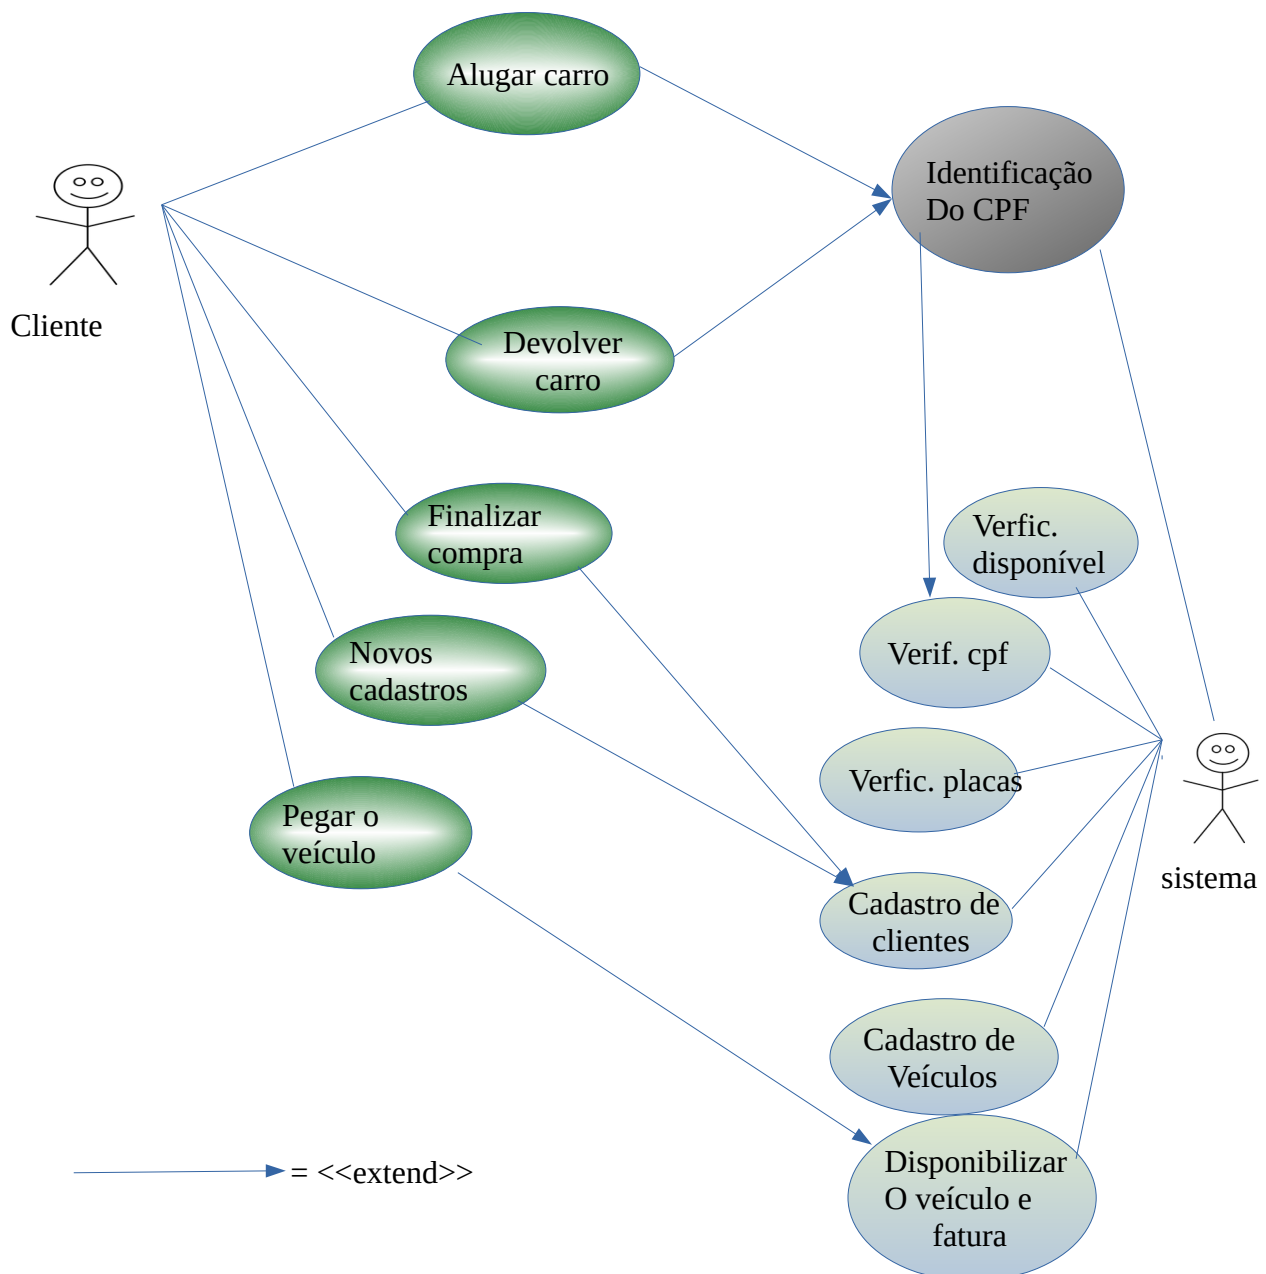 Alugar carro
Identificação
Do CPF
Cliente
Devolver
carro
Finalizar
compra
Verfic.
disponível
Novos
cadastros
Verif. cpf
Verfic. placas
Pegar o
veículo
sistema
Cadastro de
clientes
Cadastro de
Veículos
= <<extend>>
Disponibilizar
O veículo e
fatura